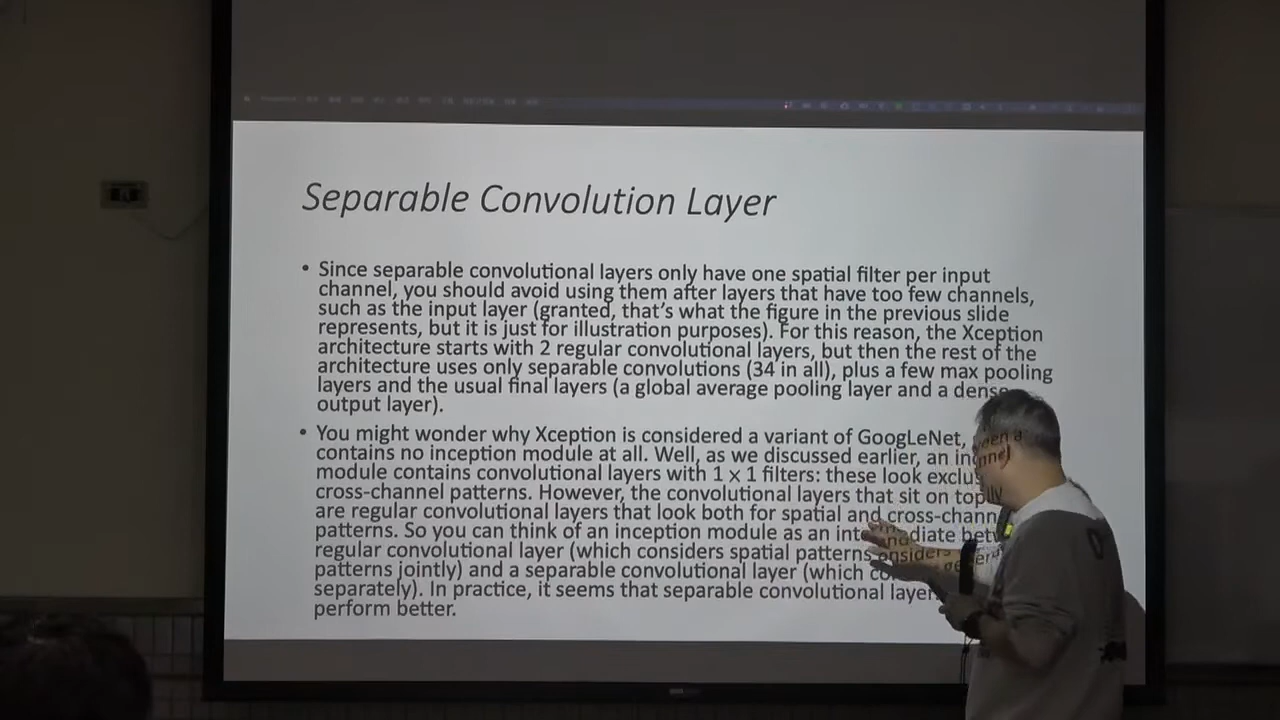 Separable Convolution Layer
• Since separable convolutional layers only have one spatial filter per input
channel, you should avoid using them after layers that have too few channels,
such as the input layer (granted, that's what the figure in the previous slide
represents, but it is just for illustration purposes). For this reason, the Xception
architecture starts with 2 regular convolutional layers, but then the rest of the
architecture uses only separable convolutions (34 in all), plus a few max pooling
layers and the usual final layers (a global average pooling layer and a dense
output layer).
• You might wonder why Xception is considered a variant of GoogLeNet,
contains no inception module at all. Well, as we discussed earlier, an
module contains convolutional layers with 1 × 1 filters: these look
cross-channel patterns. However, the convolutional layers that sit on top
are regular convolutional layers that look both for spatial and
patterns. So you can think of an inception module as an
regular convolutional layer (which considers spatial patterns
patterns jointly) and a separable convolutional layer (which
separately). In practice, it seems that separable convolutional
perform better.